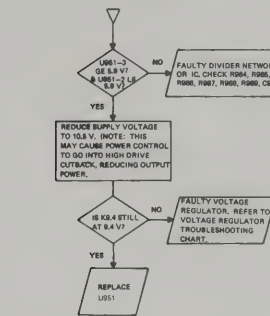 U951-3
GE 5.9 V?
& U951-2 LE
5.9 V?
NO
FAULTY DIVIDER NETWOR
OR IC. CHECK R984, R985,
R986, R987, R988, R989, C9
YES
REDUCE SUPPLY VOLTAGE
TO 10.8 V. (NOTE: THIS
MAY CAUSE POWER CONTROL
TO GO INTO HIGH DRIVE
CUTBACK, REDUCING OUTPUT
POWER.
IS K9.4 STILL
AT 9.4 V?
NO
FAULTY VOLTAGE
REGULATOR. REFER TO
VOLTAGE REGULATOR
TROUBLESHOOTING
CHART.
YES
REPLACE
U951